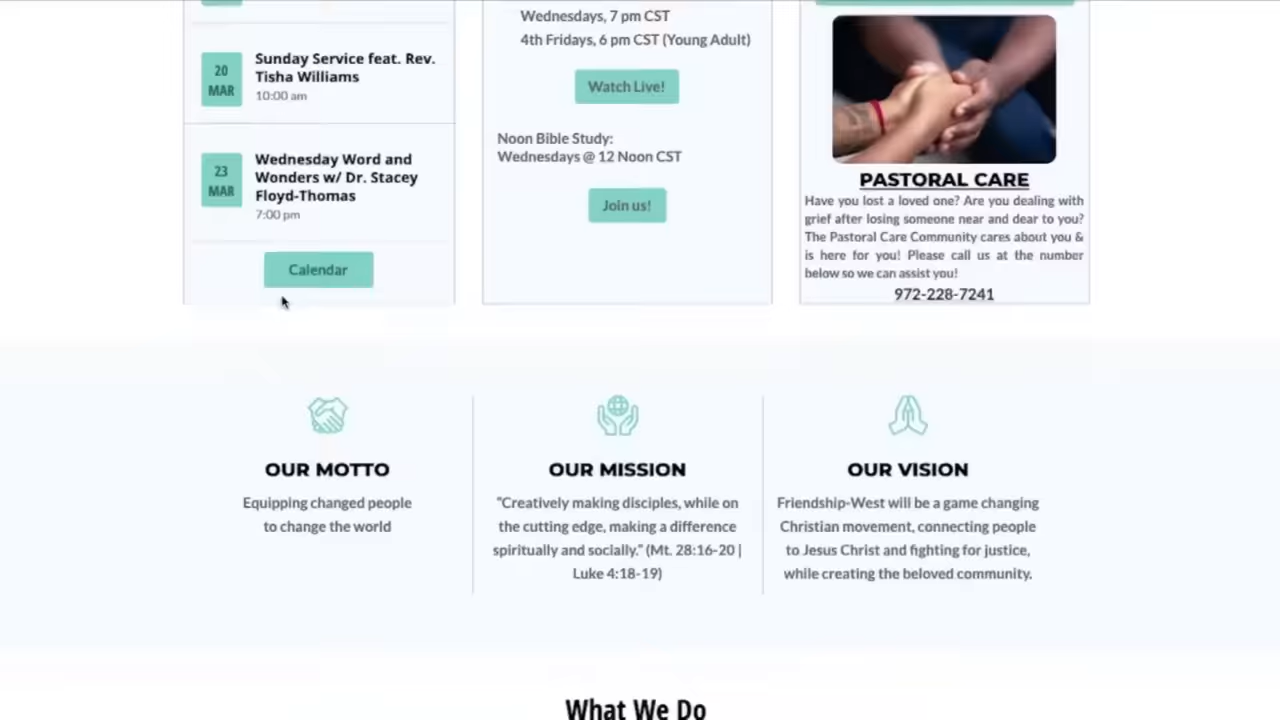 20
MAR
Sunday Service feat. Rev.
Tisha Williams
10:00 am
23
MAR
Wednesday Word and
Wonders w/ Dr. Stacey
Floyd-Thomas
7:00 pm
Calendar
Wednesdays, 7 pm CST
4th Fridays, 6 pm CST (Young Adult)
Watch Live!
Noon Bible Study:
Wednesdays @ 12 Noon CST
Join us!
PASTORAL CARE
Have you lost a loved one? Are you dealing with
grief after losing someone near and dear to you?
The Pastoral Care Community cares about you &
is here for you! Please call us at the number
below so we can assist you!
972-228-7241
OUR MOTTO
Equipping changed people
to change the world
OUR MISSION
"Creatively making disciples, while on
the cutting edge, making a difference
spiritually and socially." (Mt. 28:16-20 |
Luke 4:18-19)
OUR VISION
Friendship-West will be a game changing
Christian movement, connecting people
to Jesus Christ and fighting for justice,
while creating the beloved community.
What We Do